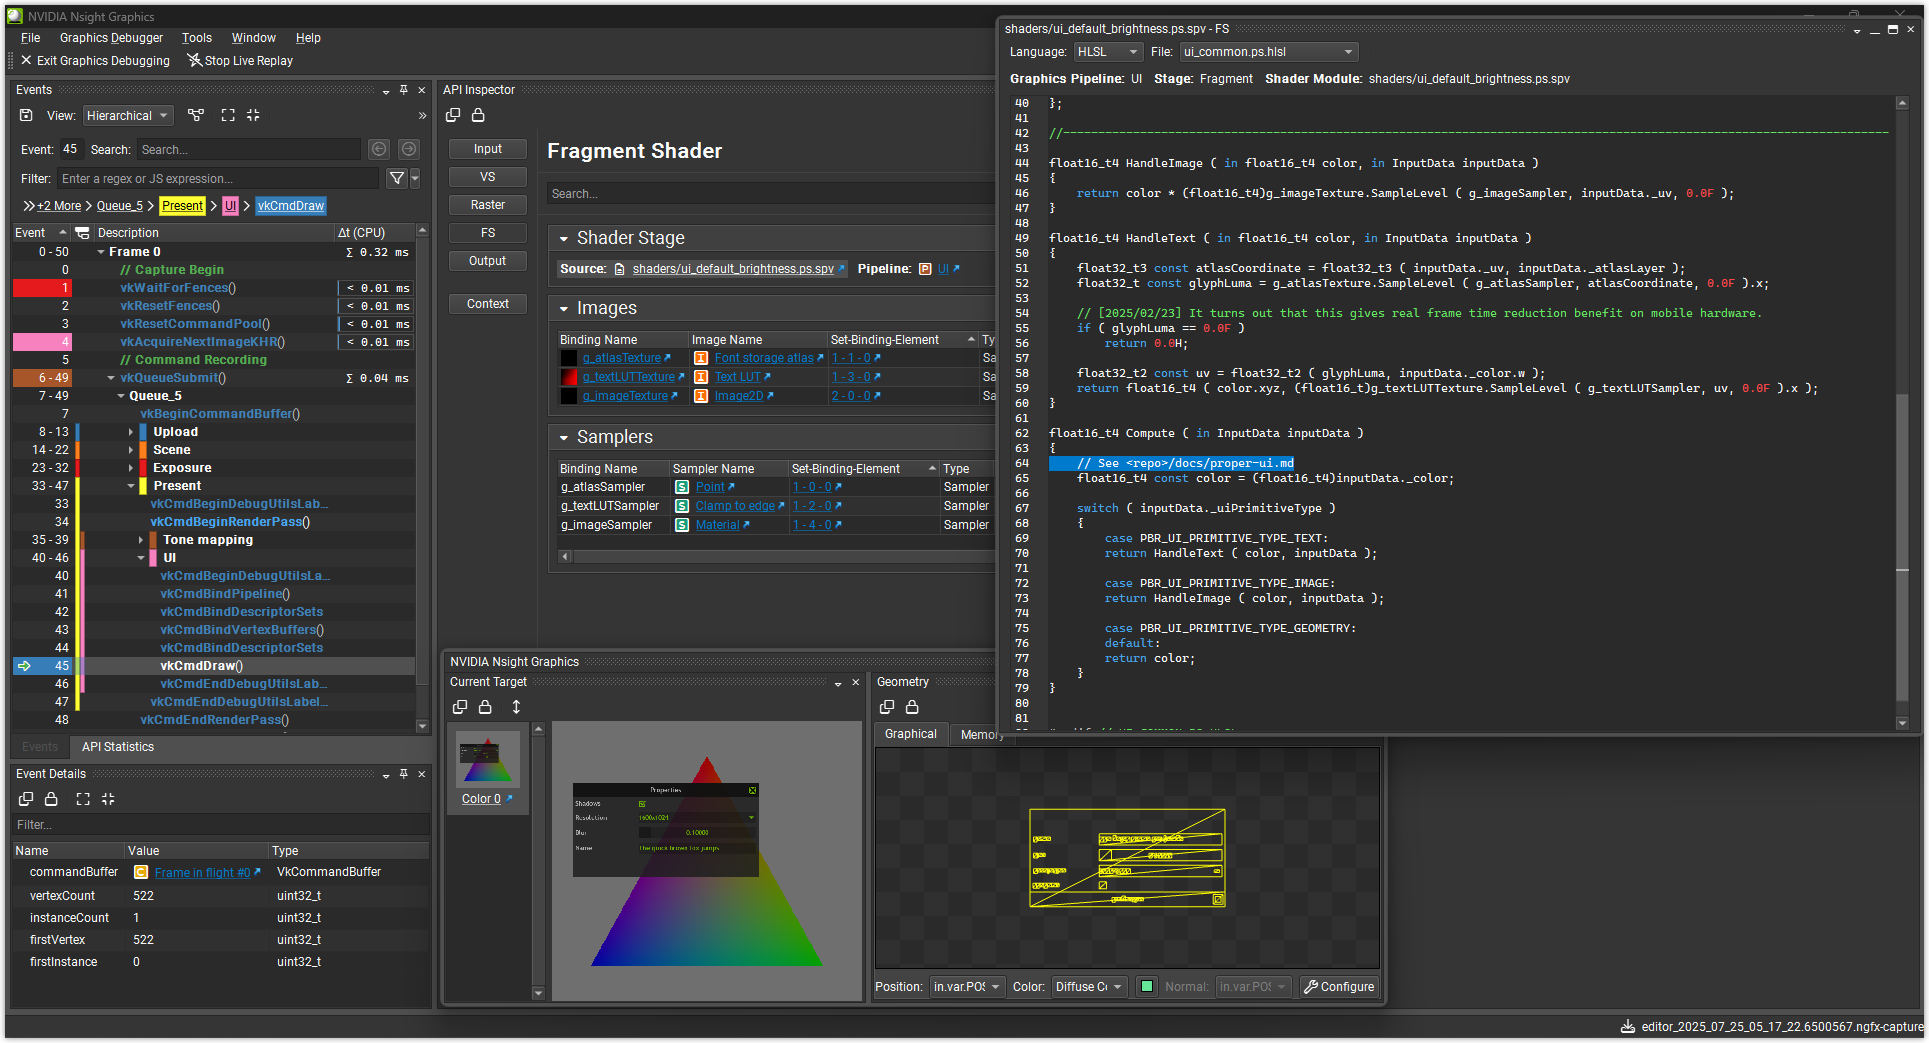 NVIDIA Nsight Graphics
File Graphics Debugger Tools Window Help
Exit Graphics Debugging Stop Live Replay
Events
View: Hierarchical
Event: 45 Search: Search...
Filter: Enter a regex or JS expression...
+2 More > Queue_5 > Present > UI > vkCmdDraw
Event Description Δt (CPU)
0 - 50 Frame 0 Σ 0.32 ms
0 // Capture Begin
1 vkWaitForFences() < 0.01 ms
2 vkResetFences() < 0.01 ms
3 vkResetCommandPool() < 0.01 ms
4 vkAcquireNextImageKHR() < 0.01 ms
5 // Command Recording
6 - 49 vkQueueSubmit() Σ 0.04 ms
7 - 49 Queue_5
7 vkBeginCommandBuffer()
8 - 13 Upload
14 - 22 Scene
23 - 32 Exposure
33 - 47 Present
33 vkCmdBeginDebugUtilsLab...
34 vkCmdBeginRenderPass()
35 - 39 Tone mapping
40 - 46 UI
40 vkCmdBeginDebugUtilsLa...
41 vkCmdBindPipeline()
42 vkCmdBindDescriptorSets
43 vkCmdBindVertexBuffers()
44 vkCmdBindDescriptorSets
45 vkCmdDraw()
46 vkCmdEndDebugUtilsLab...
47 vkCmdEndDebugUtilsLabel...
48 vkCmdEndRenderPass()
Events API Statistics
Event Details
Filter...
Name Value Type
commandBuffer C Frame in flight #0 VkCommandBuffer
vertexCount 522 uint32_t
instanceCount 1 uint32_t
firstVertex 522 uint32_t
firstInstance 0 uint32_t
API Inspector
Input
VS
Raster
FS
Output
Context
Fragment Shader
Search...
Shader Stage
Source: shaders/ui_default_brightness.ps.spv Pipeline: P UI
Images
Binding Name Image Name Set-Binding-Element Ty
g_atlasTexture I Font storage atlas 1 - 1 - 0 Sa
g_textLUTTexture I Text LUT 1 - 3 - 0 Sa
g_imageTexture I Image2D 2 - 0 - 0 Sa
Samplers
Binding Name Sampler Name Set-Binding-Element Type
g_atlasSampler S Point 1 - 0 - 0 Sampler
g_textLUTSampler S Clamp to edge 1 - 2 - 0 Sampler
g_imageSampler S Material 1 - 4 - 0 Sampler
NVIDIA Nsight Graphics
Current Target
Color 0
Properties
Shadows
Resolution 1600x1024
Blur 0.10000
Name The quick brown fox jumps
Geometry
Graphical Memory
Position: in.var.POS Color: Diffuse Co Normal: in.var.POS Configure
shaders/ui_default_brightness.ps.spv - FS
Language: HLSL File: ui_common.ps.hlsl
Graphics Pipeline: UI Stage: Fragment Shader Module: shaders/ui_default_brightness.ps.spv
40 };
41
42 //----------------------------------------------------------------------------------------------------------------------
43
44 float16_t4 HandleImage ( in float16_t4 color, in InputData inputData )
45 {
46 return color * (float16_t4)g_imageTexture.SampleLevel ( g_imageSampler, inputData._uv, 0.0F );
47 }
48
49 float16_t4 HandleText ( in float16_t4 color, in InputData inputData )
50 {
51 float32_t3 const atlasCoordinate = float32_t3 ( inputData._uv, inputData._atlasLayer );
52 float32_t const glyphLuma = g_atlasTexture.SampleLevel ( g_atlasSampler, atlasCoordinate, 0.0F ).x;
53
54 // [2025/02/23] It turns out that this gives real frame time reduction benefit on mobile hardware.
55 if ( glyphLuma == 0.0F )
56 return 0.0H;
57
58 float32_t2 const uv = float32_t2 ( glyphLuma, inputData._color.w );
59 return float16_t4 ( color.xyz, (float16_t)g_textLUTTexture.SampleLevel ( g_textLUTSampler, uv, 0.0F ).x );
60 }
61
62 float16_t4 Compute ( in InputData inputData )
63 {
64 // See <repo>/docs/proper-ui.md
65 float16_t4 const color = (float16_t4)inputData._color;
66
67 switch ( inputData._uiPrimitiveType )
68 {
69 case PBR_UI_PRIMITIVE_TYPE_TEXT:
70 return HandleText ( color, inputData );
71
72 case PBR_UI_PRIMITIVE_TYPE_IMAGE:
73 return HandleImage ( color, inputData );
74
75 case PBR_UI_PRIMITIVE_TYPE_GEOMETRY:
76 default:
77 return color;
78 }
79 }
80
81
editor_2025_07_25_05_17_22.6500567.ngfx-capture